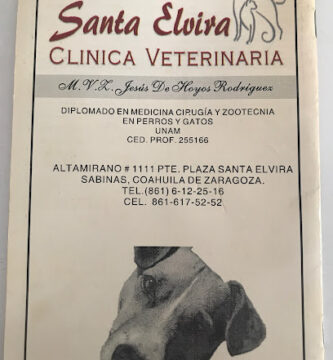 Santa Elvira
CLINICA VETERINARIA
M.V.Z. Jesús De Hoyos Rodríguez
DIPLOMADO EN MEDICINA CIPUGÍA Y ZOOTECNIA
EN PERROS Y GATOS
UNAM
CED. PROF. 255166
ALTAMIRANO # 1111 PTE. PLAZA SANTA ELVIRA
SABINAS, COAHUILA DE ZARAGOZA.
TEL.(861) 6-12-25-16
CEL. 861-617-52-52